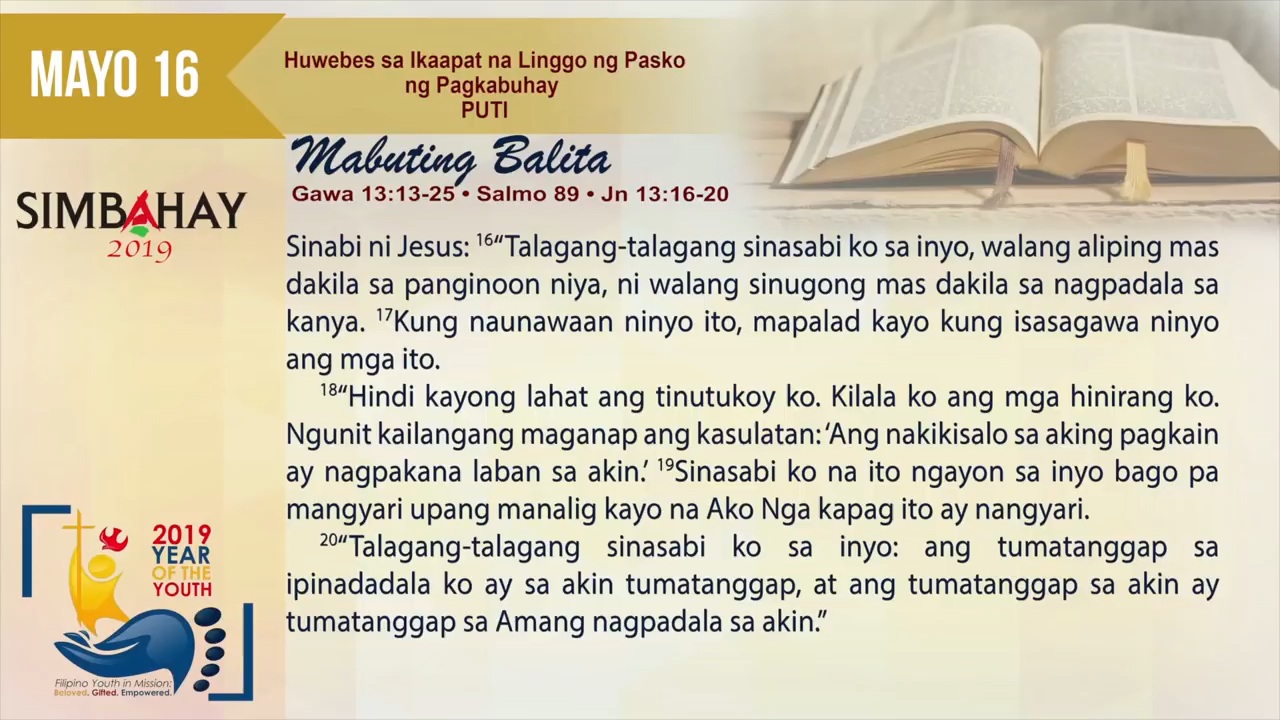 MAYO 16
Huwebes sa Ikaapat na Linggo ng Pasko
ng Pagkabuhay
PUTI
Mabuting Balita
Gawa 13:13-25 • Salmo 89 • Jn 13:16-20
SIMBAHAY
2019
Sinabi ni Jesus: 16“Talagang-talagang sinasabi ko sa inyo, walang aliping mas
dakila sa panginoon niya, ni walang sinugong mas dakila sa nagpadala sa
kanya. 17Kung naunawaan ninyo ito, mapalad kayo kung isasagawa ninyo
ang mga ito.
18“Hindi kayong lahat ang tinutukoy ko. Kilala ko ang mga hinirang ko.
Ngunit kailangang maganap ang kasulatan: ‘Ang nakikisalo sa aking pagkain
ay nagpakana laban sa akin.’ 19Sinasabi ko na ito ngayon sa inyo bago pa
mangyari upang manalig kayo na Ako Nga kapag ito ay nangyari.
20“Talagang-talagang sinasabi ko sa inyo: ang tumatanggap sa
ipinadadala ko ay sa akin tumatanggap, at ang tumatanggap sa akin ay
tumatanggap sa Amang nagpadala sa akin.”
2019
YEAR
OF THE
YOUTH
Filipino Youth in Mission:
Beloved. Gifted. Empowered.